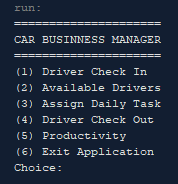 run:
=====================
CAR BUSINNESS MANAGER
=====================
(1) Driver Check In
(2) Available Drivers
(3) Assign Daily Task
(4) Driver Check Out
(5) Productivity
(6) Exit Application
Choice: